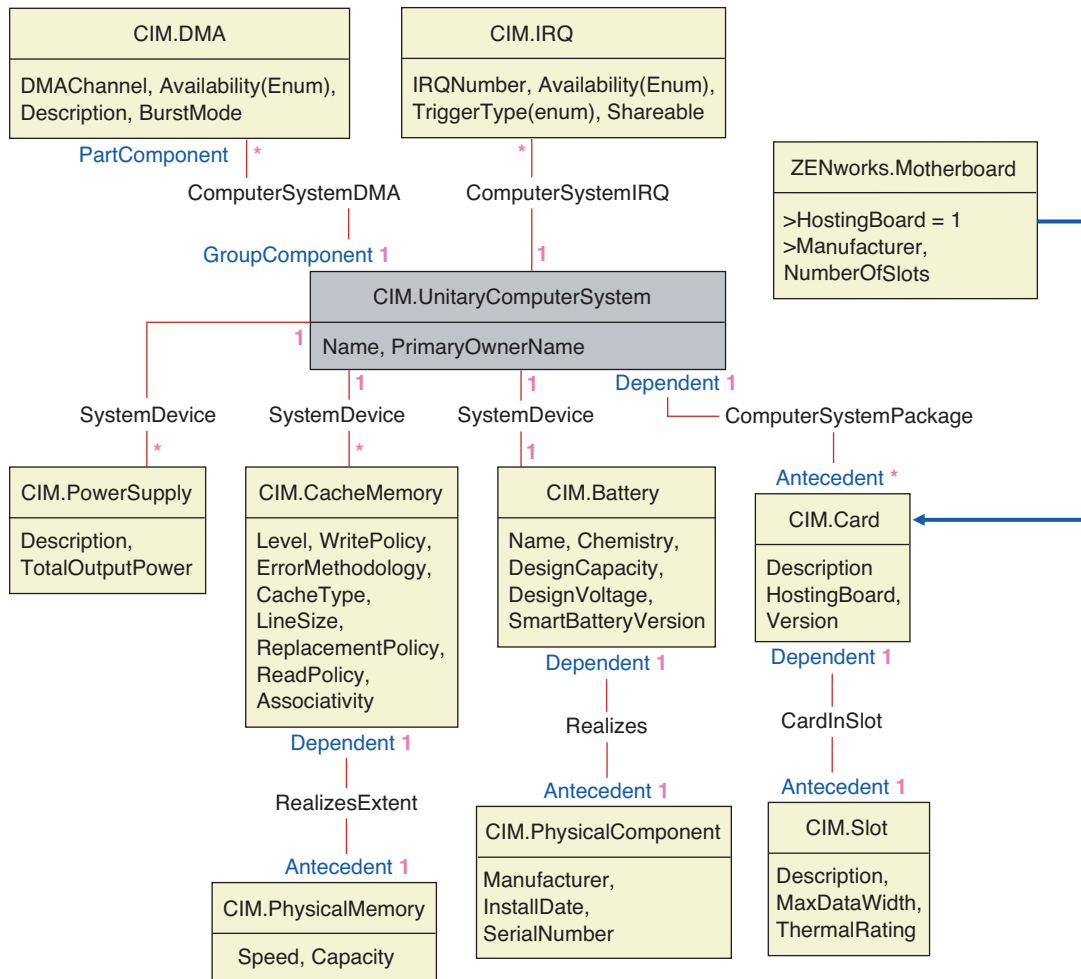 CIM.DMA
DMAChannel, Availability(Enum),
Description, BurstMode
CIM.IRQ
IRQNumber, Availability(Enum),
TriggerType(enum), Shareable
PartComponent *
*
ComputerSystemDMA
ComputerSystemIRQ
GroupComponent 1
1
ZENworks.Motherboard
>HostingBoard = 1
>Manufacturer,
NumberOfSlots
CIM.UnitaryComputerSystem
Name, PrimaryOwnerName
1
1
1
Dependent 1
SystemDevice
SystemDevice
SystemDevice
ComputerSystemPackage
*
*
1
Antecedent *
CIM.PowerSupply
Description,
TotalOutputPower
CIM.CacheMemory
Level, WritePolicy,
ErrorMethodology,
CacheType,
LineSize,
ReplacementPolicy,
ReadPolicy,
Associativity
CIM.Battery
Name, Chemistry,
DesignCapacity,
DesignVoltage,
SmartBatteryVersion
CIM.Card
Description
HostingBoard,
Version
Dependent 1
Dependent 1
Dependent 1
RealizesExtent
Realizes
CardInSlot
Antecedent 1
Antecedent 1
Antecedent 1
CIM.PhysicalMemory
Speed, Capacity
CIM.PhysicalComponent
Manufacturer,
InstallDate,
SerialNumber
CIM.Slot
Description,
MaxDataWidth,
ThermalRating